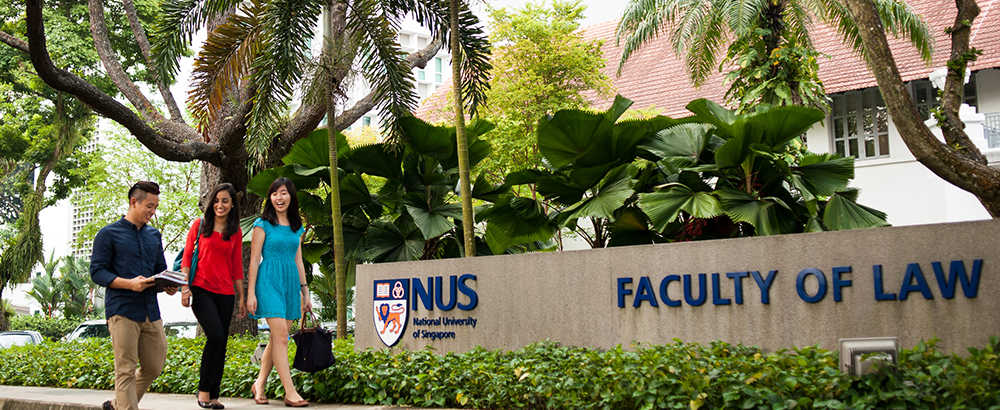 NUS
National University
of Singapore
FACULTY OF LAW